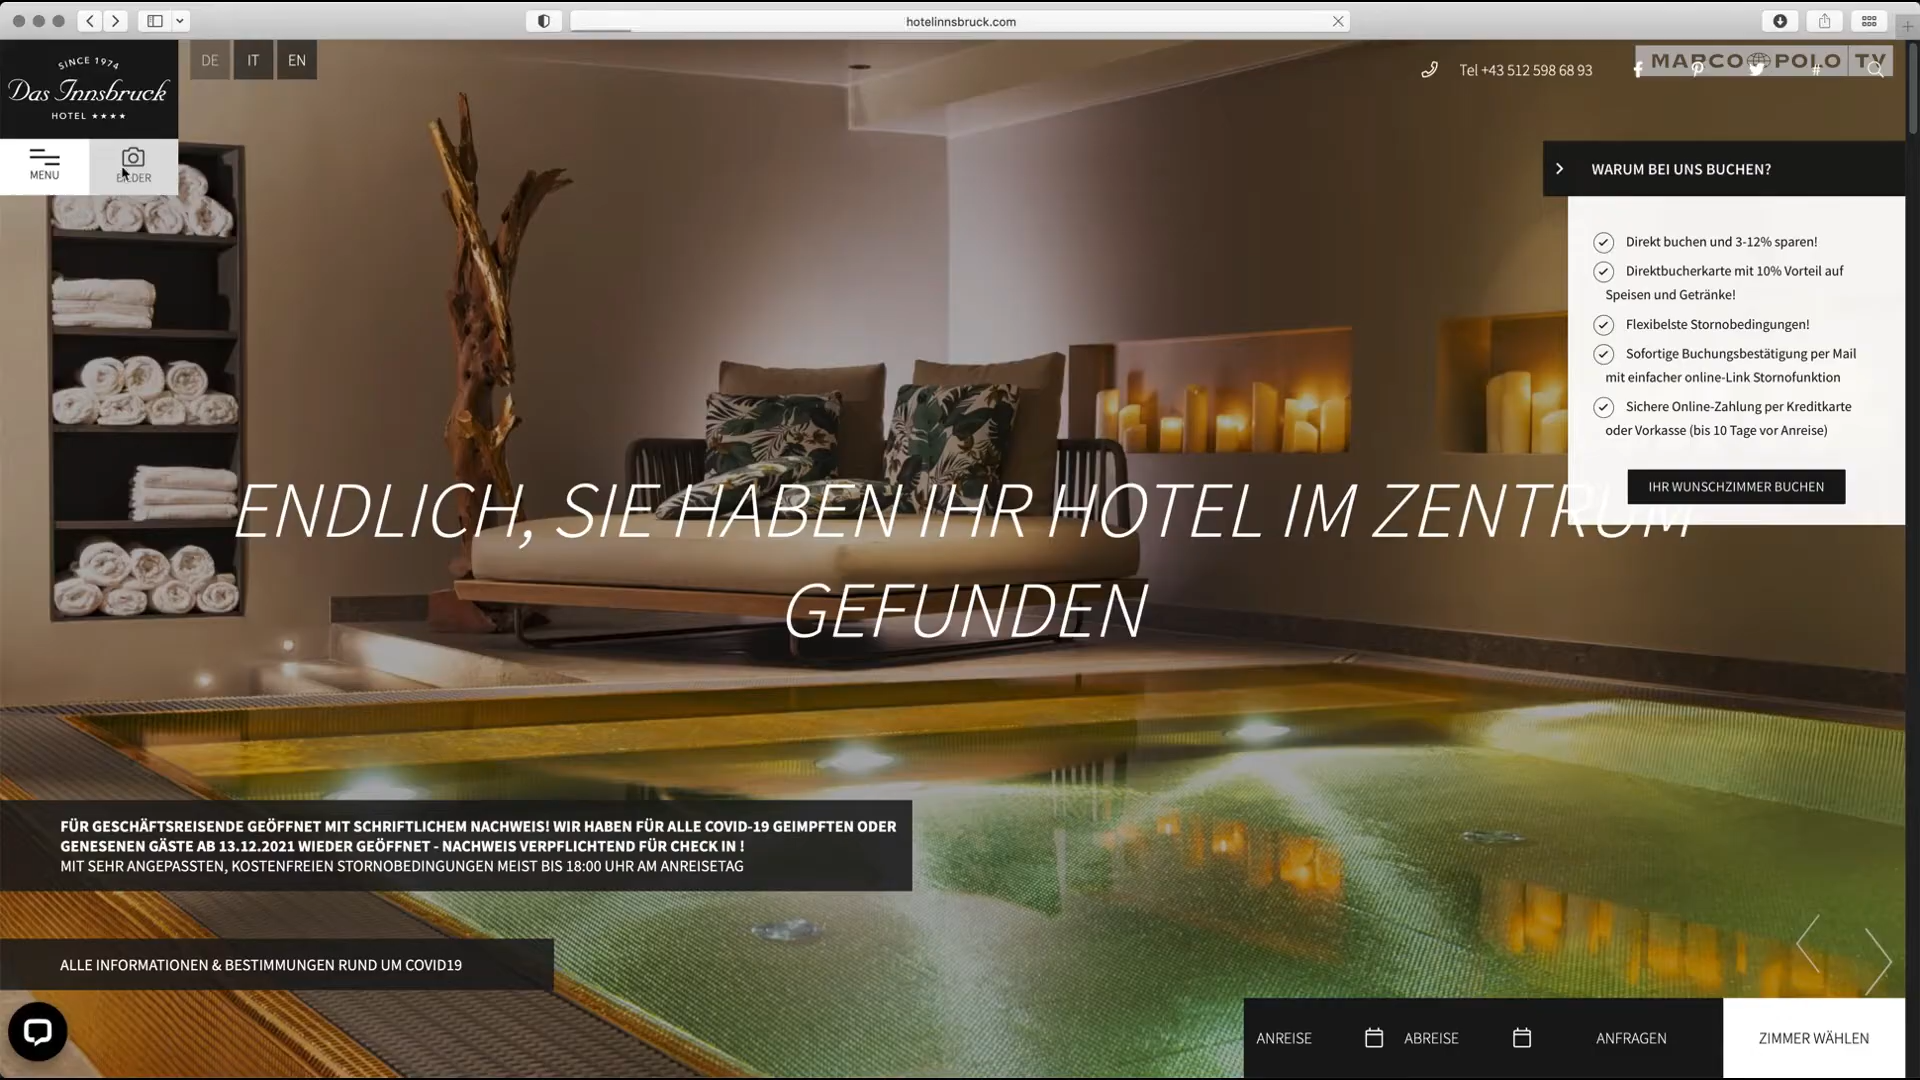 hotelinnsbruck.com
SINCE 1974
Das Innsbruck
HOTEL ★★★★
DE IT EN
Tel +43 512 598 68 93
MARCO POLO TV
#
MENU
BILDER
WARUM BEI UNS BUCHEN?
Direkt buchen und 3-12% sparen!
Direktbucherkarte mit 10% Vorteil auf
Speisen und Getränke!
Flexibelste Stornobedingungen!
Sofortige Buchungsbestätigung per Mail
mit einfacher online-Link Stornofunktion
Sichere Online-Zahlung per Kreditkarte
oder Vorkasse (bis 10 Tage vor Anreise)
IHR WUNSCHZIMMER BUCHEN
ENDLICH, SIE HABEN IHR HOTEL IM ZENTRUM
GEFUNDEN
FÜR GESCHÄFTSREISENDE GEÖFFNET MIT SCHRIFTLICHEM NACHWEIS! WIR HABEN FÜR ALLE COVID-19 GEIMPFTEN ODER
GENESENEN GÄSTE AB 13.12.2021 WIEDER GEÖFFNET - NACHWEIS VERPFLICHTEND FÜR CHECK IN !
MIT SEHR ANGEPASSTEN, KOSTENFREIEN STORNOBEDINGUNGEN MEIST BIS 18:00 UHR AM ANREISETAG
ALLE INFORMATIONEN & BESTIMMUNGEN RUND UM COVID19
ANREISE ABREISE ANFRAGEN ZIMMER WÄHLEN